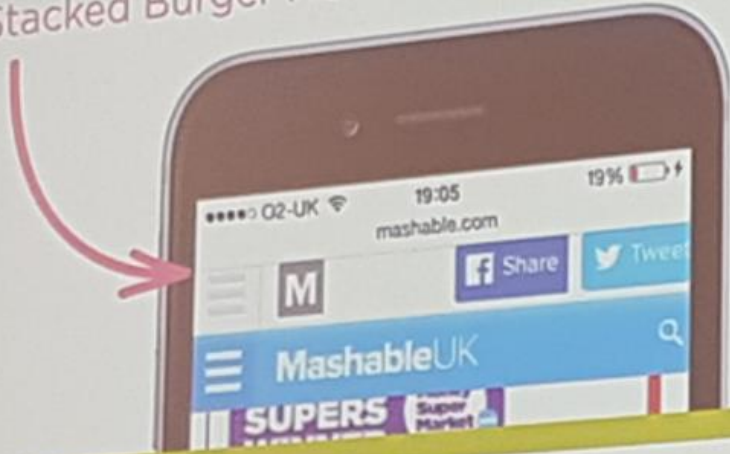 Stacked Burger
O2-UK 19:05 19%
mashable.com
M Share Tweet
MashableUK
SUPERS
Super
Market